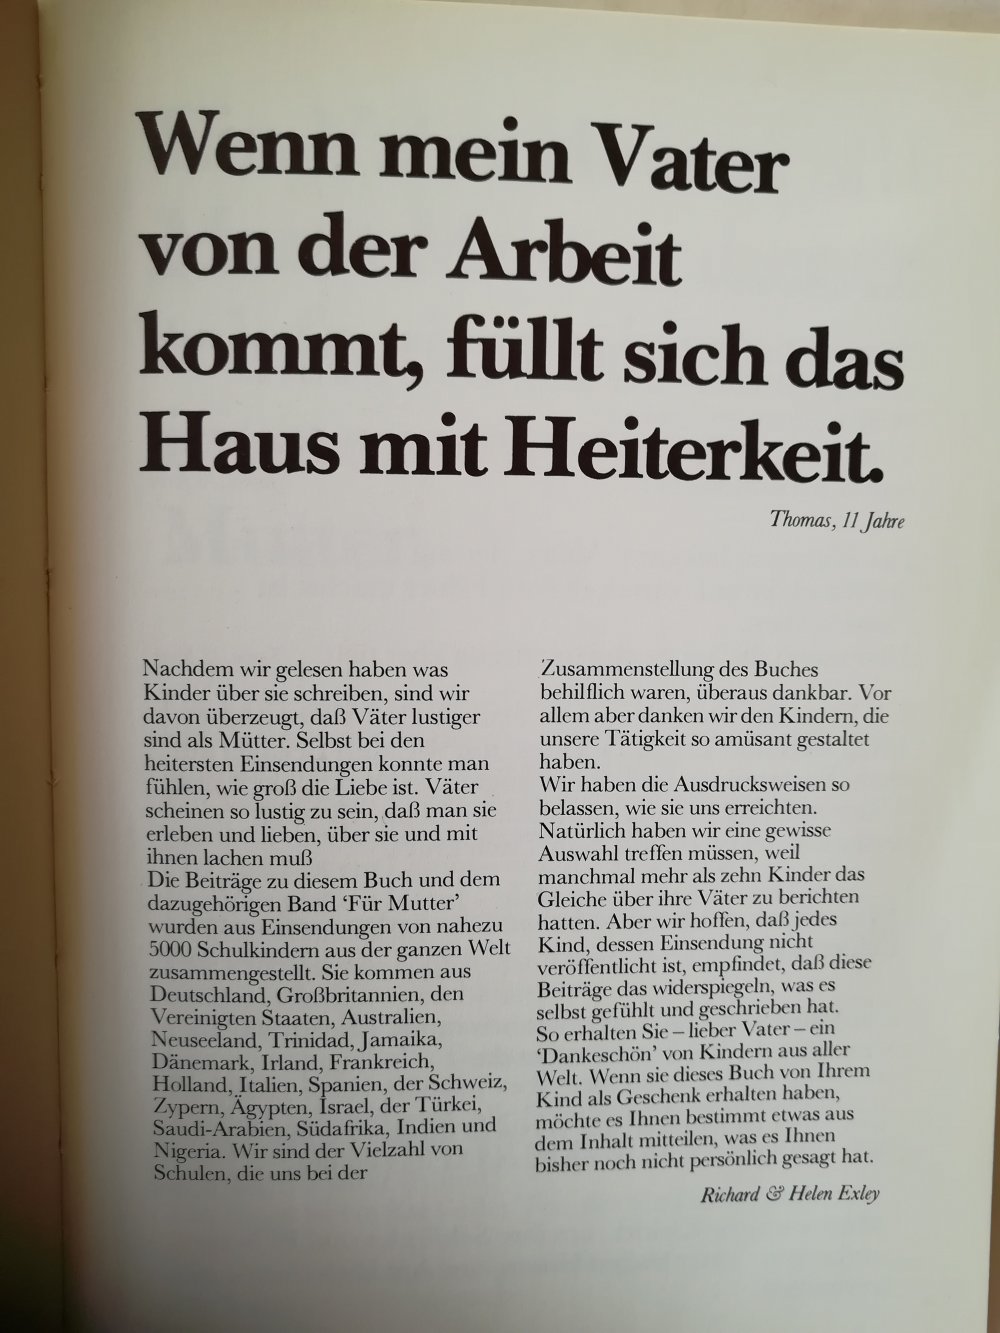 Wenn mein Vater
von der Arbeit
kommt, füllt sich das
Haus mit Heiterkeit.
Thomas, 11 Jahre
Nachdem wir gelesen haben was
Kinder über sie schreiben, sind wir
davon überzeugt, daß Väter lustiger
sind als Mütter. Selbst bei den
heitersten Einsendungen konnte man
fühlen, wie groß die Liebe ist. Väter
scheinen so lustig zu sein, daß man sie
erleben und lieben, über sie und mit
ihnen lachen muß
Die Beiträge zu diesem Buch und dem
dazugehörigen Band ‘Für Mutter’
wurden aus Einsendungen von nahezu
5000 Schulkindern aus der ganzen Welt
zusammengestellt. Sie kommen aus
Deutschland, Großbritannien, den
Vereinigten Staaten, Australien,
Neuseeland, Trinidad, Jamaika,
Dänemark, Irland, Frankreich,
Holland, Italien, Spanien, der Schweiz,
Zypern, Ägypten, Israel, der Türkei,
Saudi-Arabien, Südafrika, Indien und
Nigeria. Wir sind der Vielzahl von
Schulen, die uns bei der
Zusammenstellung des Buches
behilflich waren, überaus dankbar. Vor
allem aber danken wir den Kindern, die
unsere Tätigkeit so amüsant gestaltet
haben.
Wir haben die Ausdrucksweisen so
belassen, wie sie uns erreichten.
Natürlich haben wir eine gewisse
Auswahl treffen müssen, weil
manchmal mehr als zehn Kinder das
Gleiche über ihre Väter zu berichten
hatten. Aber wir hoffen, daß jedes
Kind, dessen Einsendung nicht
veröffentlicht ist, empfindet, daß diese
Beiträge das widerspiegeln, was es
selbst gefühlt und geschrieben hat.
So erhalten Sie – lieber Vater – ein
‘Dankeschön’ von Kindern aus aller
Welt. Wenn sie dieses Buch von Ihrem
Kind als Geschenk erhalten haben,
möchte es Ihnen bestimmt etwas aus
dem Inhalt mitteilen, was es Ihnen
bisher noch nicht persönlich gesagt hat.
Richard & Helen Exley